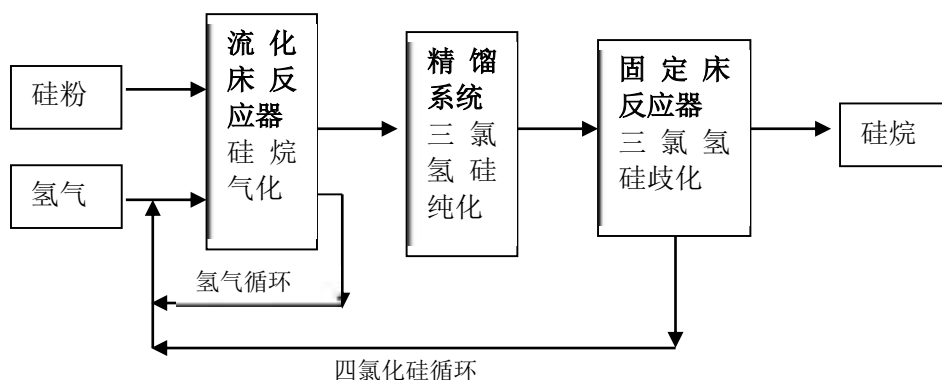 硅粉
氢气
流 化
床 反
应器
硅 烷
气化
氢气循环
精 馏
系统
三 氯
氢 硅
纯化
固 定 床
反应器
三 氯 氢
硅歧化
硅烷
四氯化硅循环